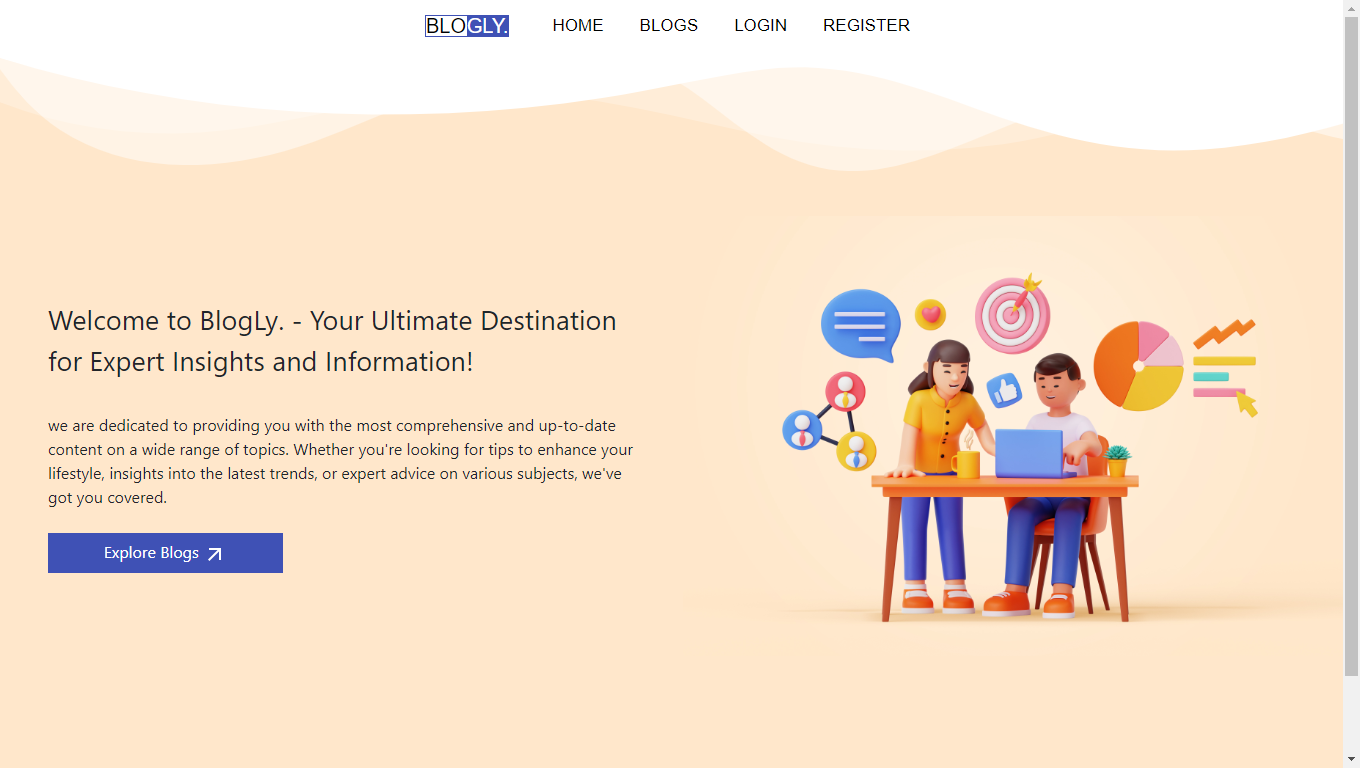 BLOGLY. HOME BLOGS LOGIN REGISTER
Welcome to BlogLy. - Your Ultimate Destination
for Expert Insights and Information!
we are dedicated to providing you with the most comprehensive and up-to-date
content on a wide range of topics. Whether you're looking for tips to enhance your
lifestyle, insights into the latest trends, or expert advice on various subjects, we've
got you covered.
Explore Blogs